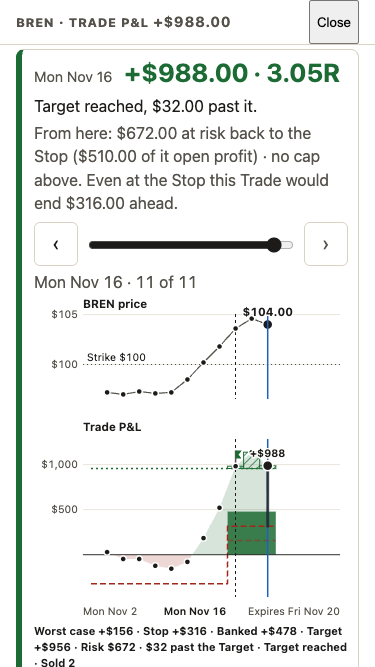 BREN · TRADE P&L +$988.00
Close
Mon Nov 16 +$988.00 · 3.05R
Target reached, $32.00 past it.
From here: $672.00 at risk back to the
Stop ($510.00 of it open profit) · no cap
above. Even at the Stop this Trade would
end $316.00 ahead.
‹
›
Mon Nov 16 · 11 of 11
BREN price
$104.00
$105
Strike $100
$100
Trade P&L
+$988
$1,000
$500
Mon Nov 2 Mon Nov 16 Expires Fri Nov 20
Worst case +$156 · Stop +$316 · Banked +$478 · Target
+$956 · Risk $672 · $32 past the Target · Target reached
· Sold 2